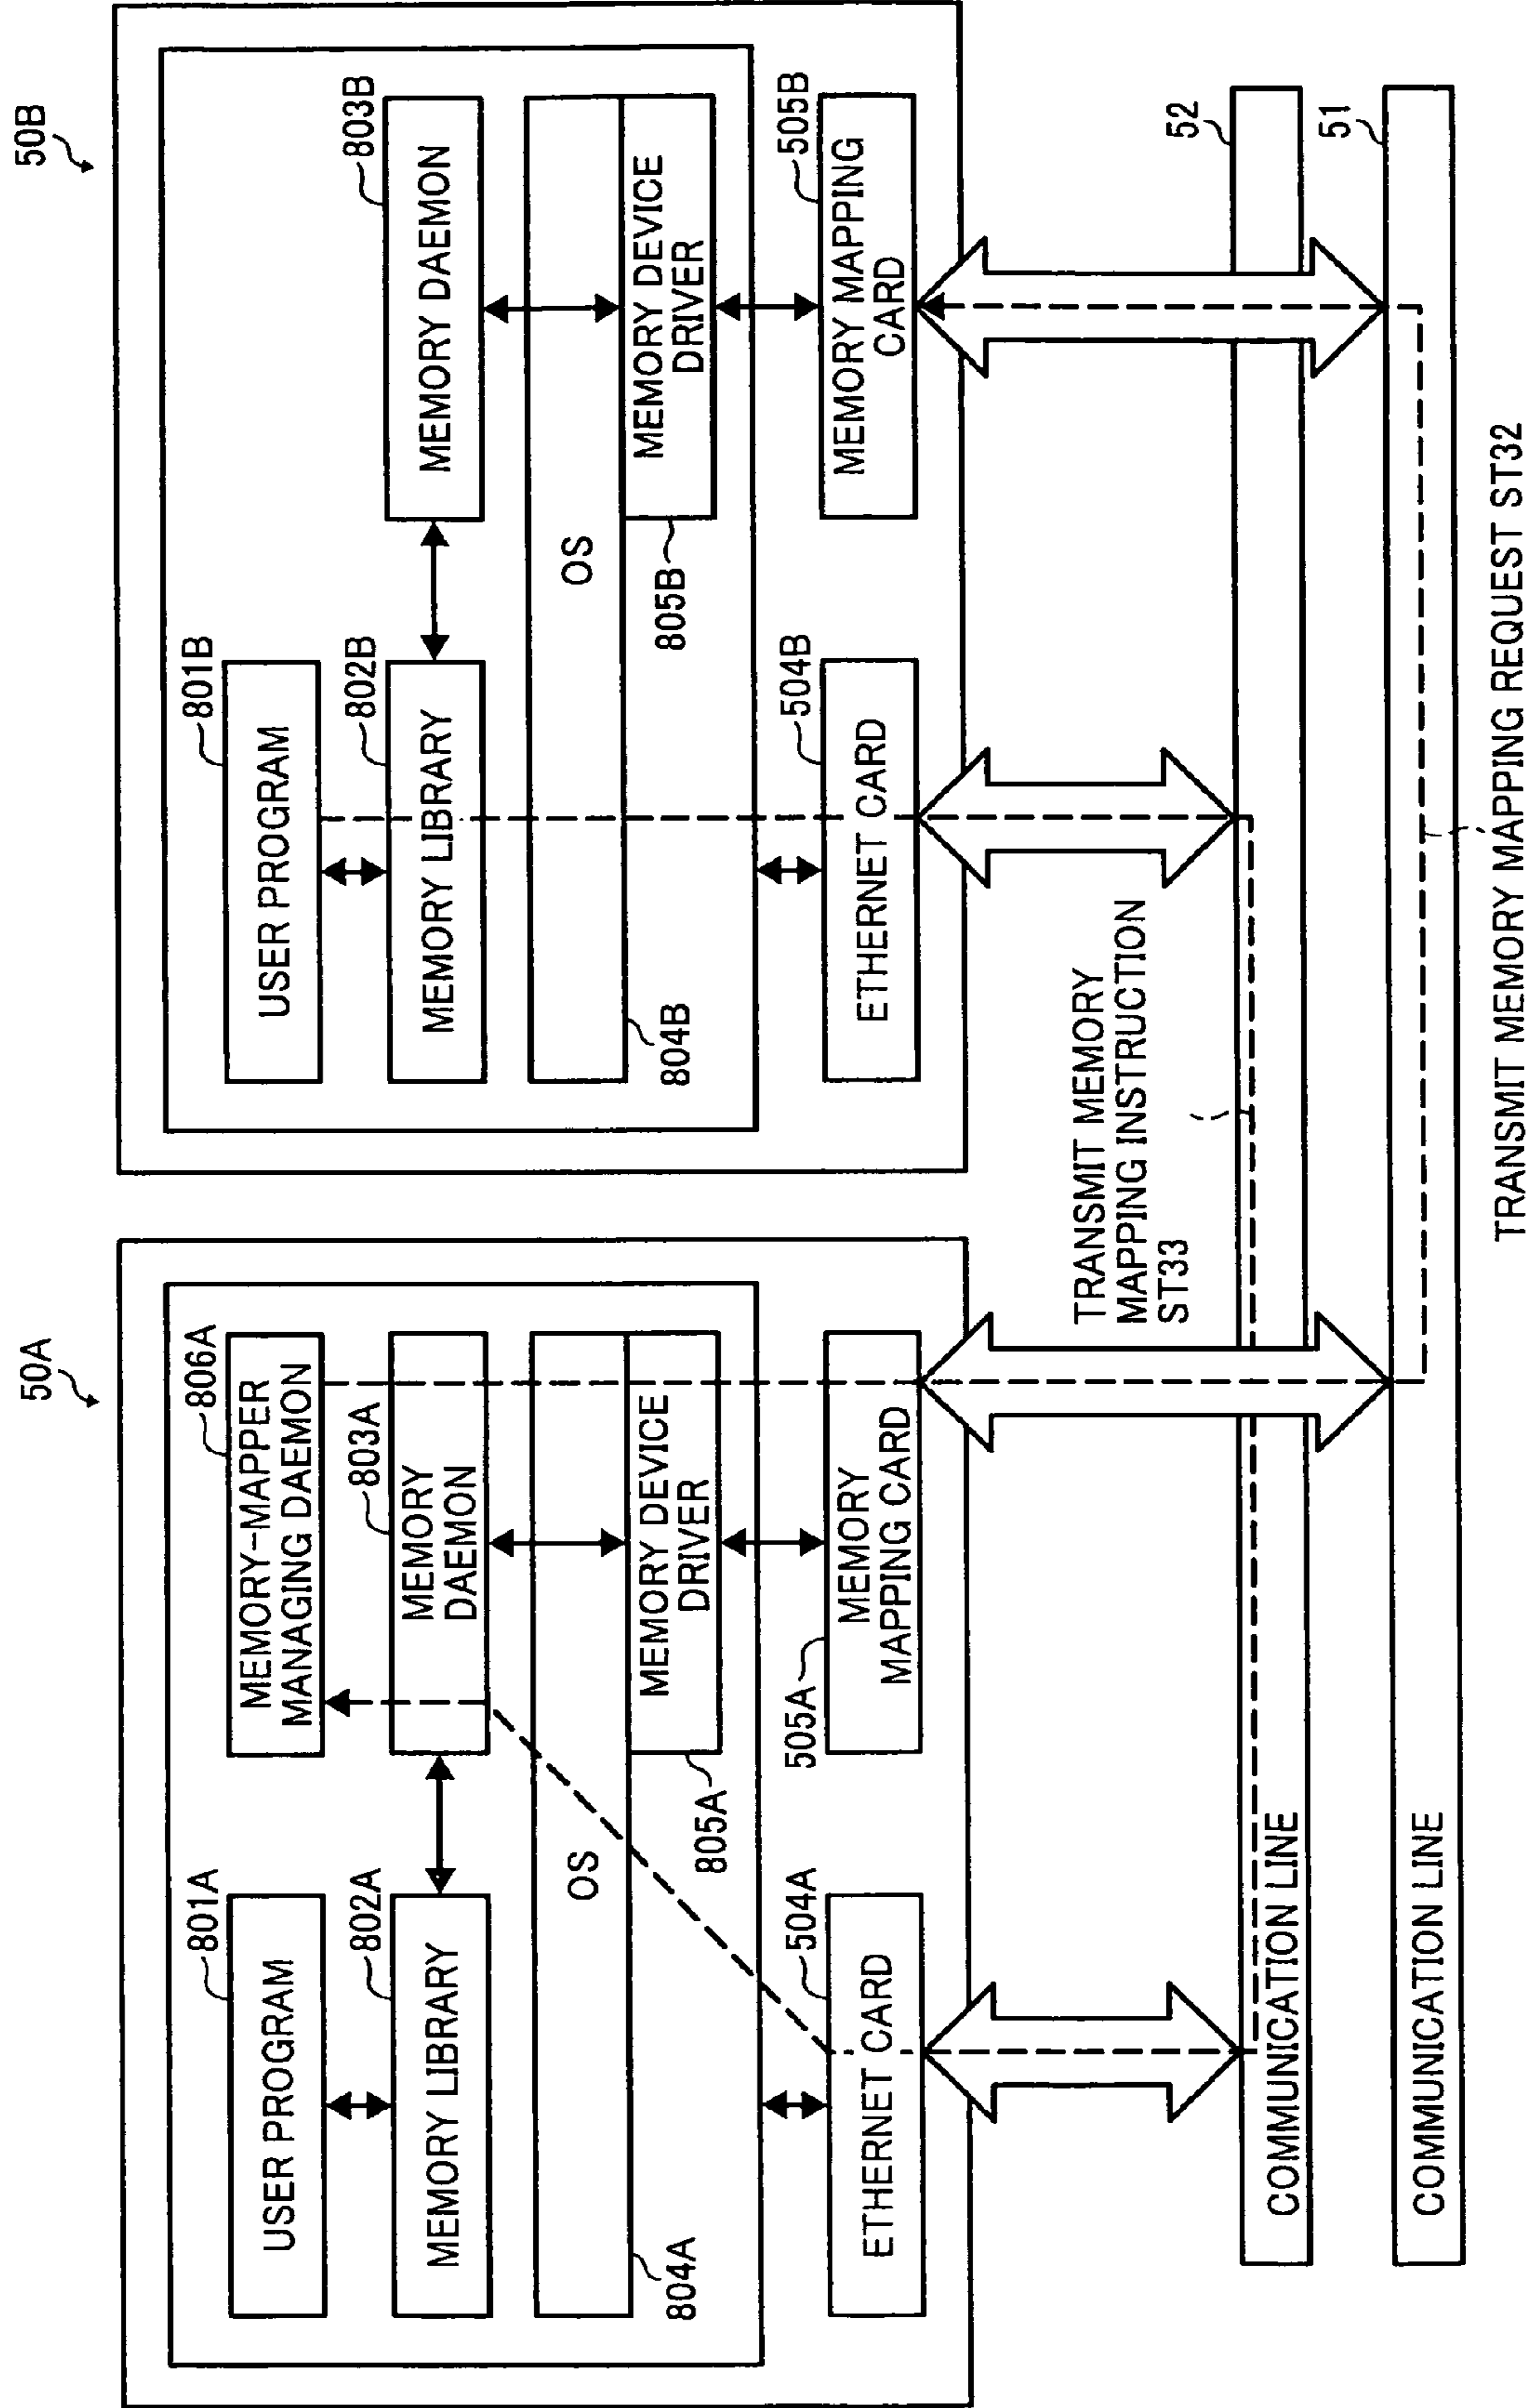 50A
50B
801A
USER PROGRAM
806A
MEMORY-MAPPER
MANAGING DAEMON
802A
MEMORY LIBRARY
803A
MEMORY
DAEMON
OS
804A
MEMORY DEVICE
DRIVER
805A
504A
ETHERNET CARD
505A
MEMORY
MAPPING CARD
801B
USER PROGRAM
802B
MEMORY LIBRARY
803B
MEMORY DAEMON
OS
804B
MEMORY DEVICE
DRIVER
805B
504B
ETHERNET CARD
505B
MEMORY MAPPING
CARD
TRANSMIT MEMORY
MAPPING INSTRUCTION
ST33
52
COMMUNICATION LINE
51
COMMUNICATION LINE
TRANSMIT MEMORY MAPPING REQUEST ST32